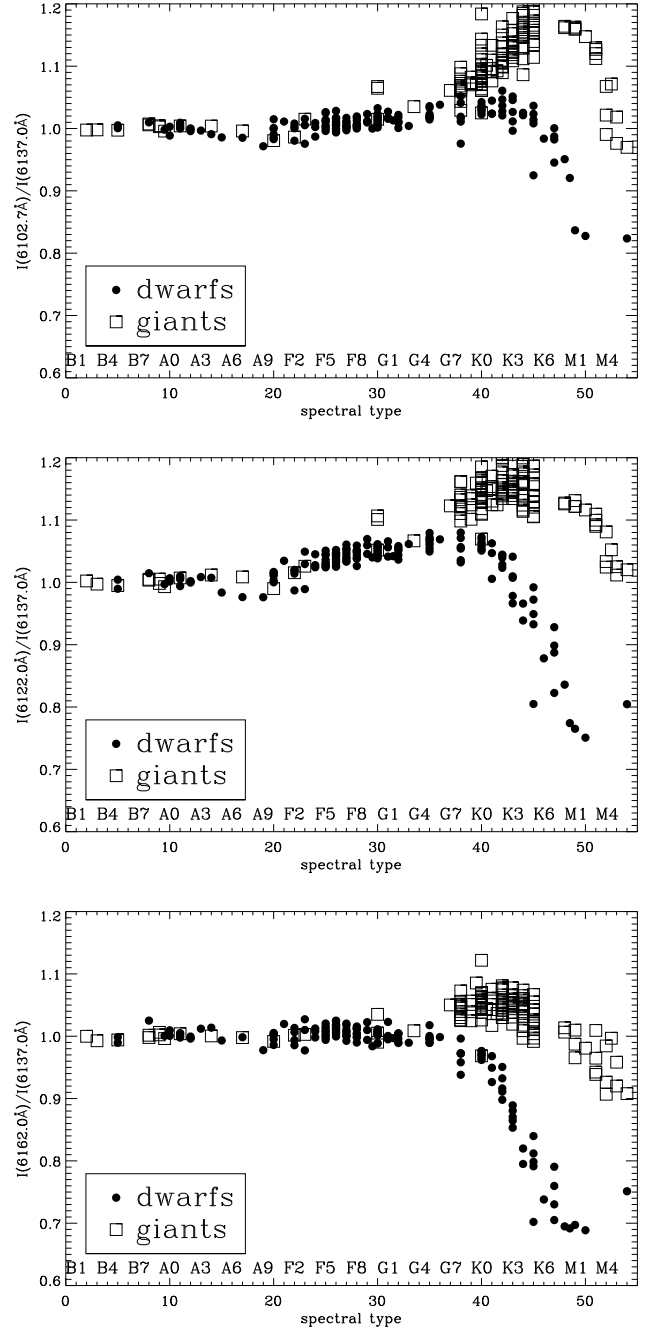 1.2
1.1
1.0
0.9
0.8
0.7
0.6
I(6102.7Å)/I(6137.0Å)
dwarfs
giants
B1 B4 B7 A0 A3 A6 A9 F2 F5 F8 G1 G4 G7 K0 K3 K6 M1 M4
0 10 20 30 40 50
spectral type
1.2
1.1
1.0
0.9
0.8
0.7
0.6
I(6122.0Å)/I(6137.0Å)
dwarfs
giants
B1 B4 B7 A0 A3 A6 A9 F2 F5 F8 G1 G4 G7 K0 K3 K6 M1 M4
0 10 20 30 40 50
spectral type
1.2
1.1
1.0
0.9
0.8
0.7
0.6
I(6162.0Å)/I(6137.0Å)
dwarfs
giants
B1 B4 B7 A0 A3 A6 A9 F2 F5 F8 G1 G4 G7 K0 K3 K6 M1 M4
0 10 20 30 40 50
spectral type